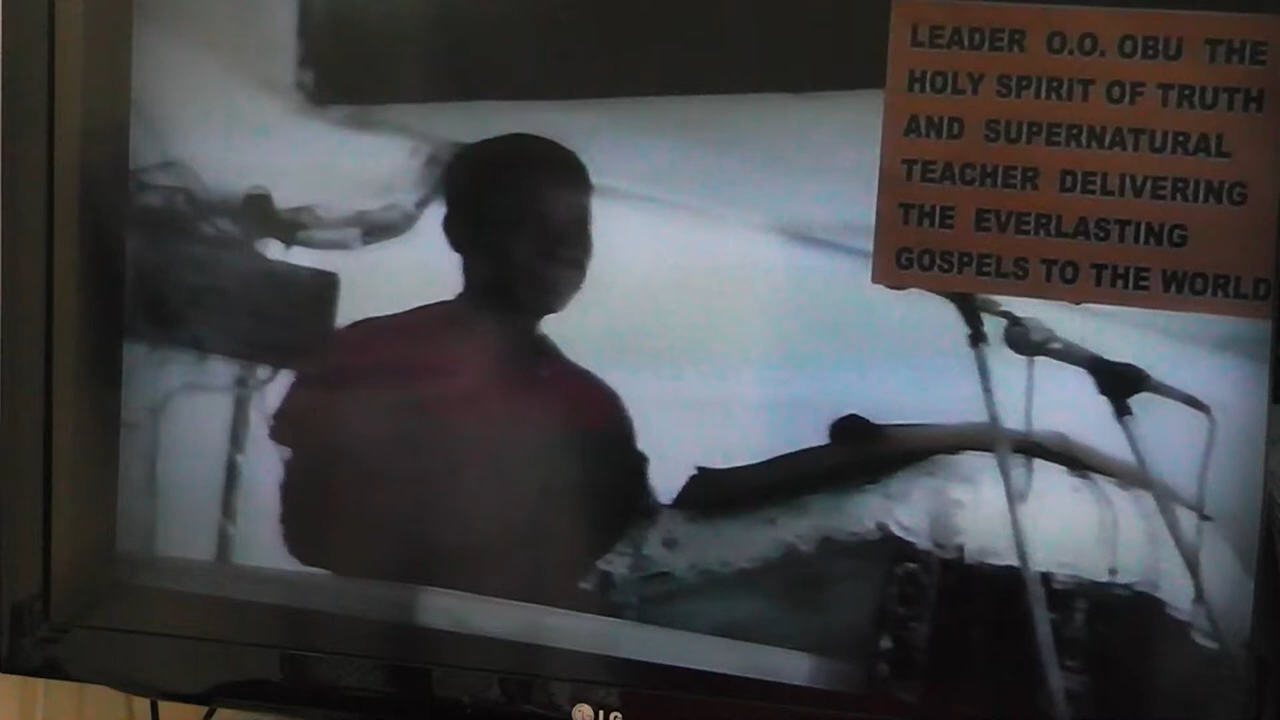 LEADER O.O. OBU THE
HOLY SPIRIT OF TRUTH
AND SUPERNATURAL
TEACHER DELIVERING
THE EVERLASTING
GOSPELS TO THE WORLD
LG